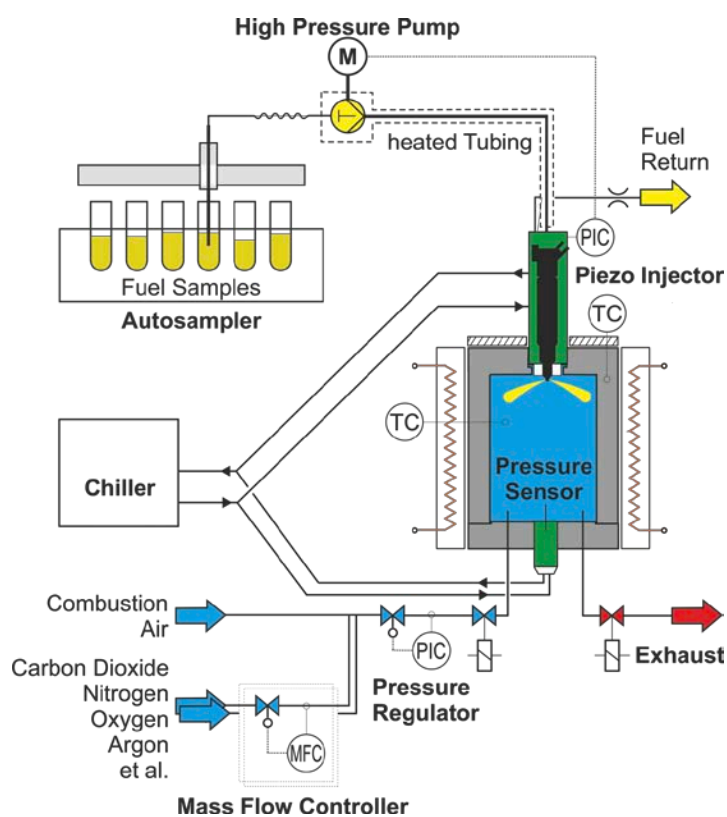 High Pressure Pump
M
heated Tubing
Fuel
Return
PIC
Piezo Injector
Fuel Samples
Autosampler
TC
TC
Pressure
Sensor
Chiller
Combustion
Air
PIC
Pressure
Regulator
Exhaust
Carbon Dioxide
Nitrogen
Oxygen
Argon
et al.
MFC
Mass Flow Controller